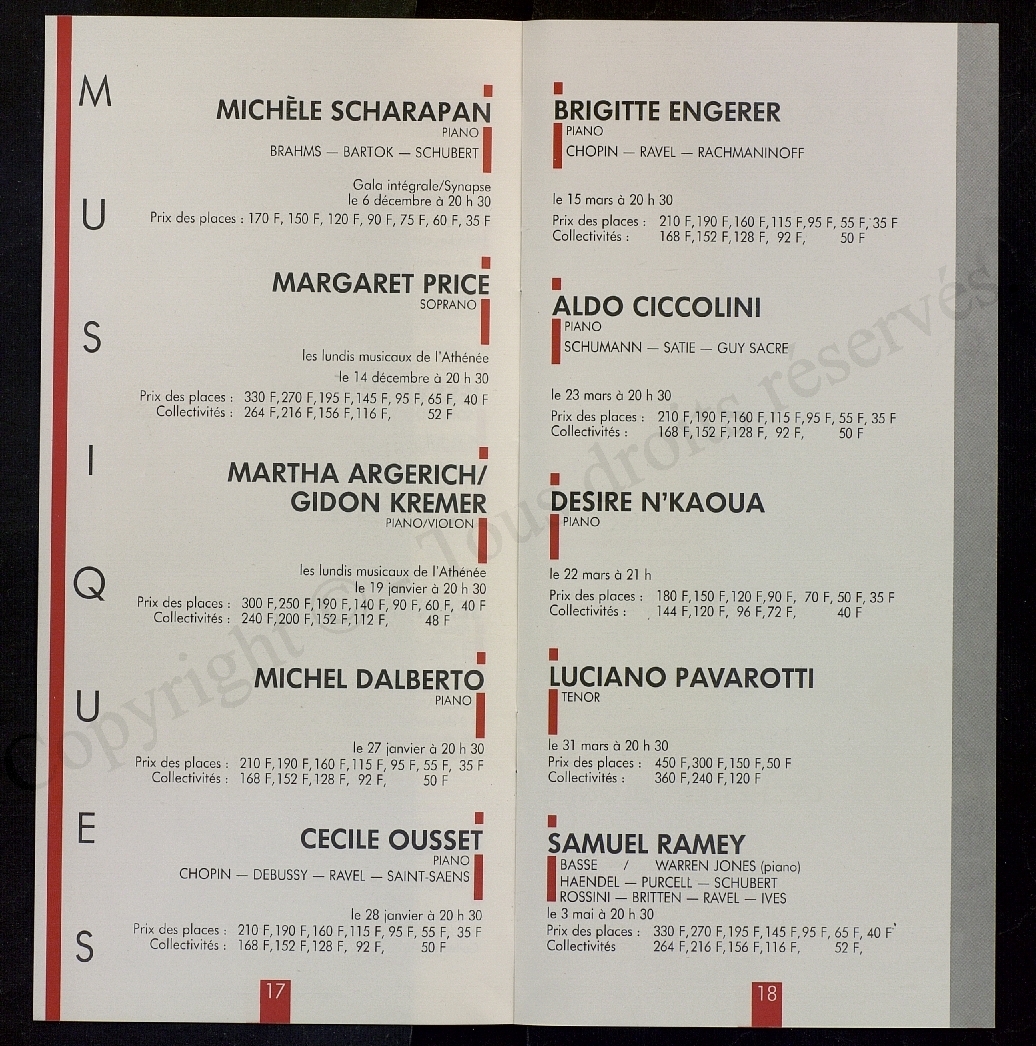 MUSIQUES
MICHÈLE SCHARAPAN
PIANO
BRAHMS — BARTOK — SCHUBERT
Gala intégrale/Synapse
le 6 décembre à 20 h 30
Prix des places : 170 F, 150 F, 120 F, 90 F, 75 F, 60 F, 35 F
MARGARET PRICE
SOPRANO
les lundis musicaux de l'Athénée
le 14 décembre à 20 h 30
Prix des places : 330 F, 270 F, 195 F, 145 F, 95 F, 65 F, 40 F
Collectivités : 264 F, 216 F, 156 F, 116 F, 52 F
MARTHA ARGERICH/
GIDON KREMER
PIANO/VIOLON
les lundis musicaux de l'Athénée
le 19 janvier à 20 h 30
Prix des places : 300 F, 250 F, 190 F, 140 F, 90 F, 60 F, 40 F
Collectivités : 240 F, 200 F, 152 F, 112 F, 48 F
MICHEL DALBERTO
PIANO
le 27 janvier à 20 h 30
Prix des places : 210 F, 190 F, 160 F, 115 F, 95 F, 55 F, 35 F
Collectivités : 168 F, 152 F, 128 F, 92 F, 50 F
CECILE OUSSET
PIANO
CHOPIN — DEBUSSY — RAVEL — SAINT-SAENS
le 28 janvier à 20 h 30
Prix des places : 210 F, 190 F, 160 F, 115 F, 95 F, 55 F, 35 F
Collectivités : 168 F, 152 F, 128 F, 92 F, 50 F
17
BRIGITTE ENGERER
PIANO
CHOPIN — RAVEL — RACHMANINOFF
le 15 mars à 20 h 30
Prix des places : 210 F, 190 F, 160 F, 115 F, 95 F, 55 F, 35 F
Collectivités : 168 F, 152 F, 128 F, 92 F, 50 F
ALDO CICCOLINI
PIANO
SCHUMANN — SATIE — GUY SACRE
le 23 mars à 20 h 30
Prix des places : 210 F, 190 F, 160 F, 115 F, 95 F, 55 F, 35 F
Collectivités : 168 F, 152 F, 128 F, 92 F, 50 F
DESIRE N'KAOUA
PIANO
le 22 mars à 21 h
Prix des places : 180 F, 150 F, 120 F, 90 F, 70 F, 50 F, 35 F
Collectivités : 144 F, 120 F, 96 F, 72 F, 40 F
LUCIANO PAVAROTTI
TENOR
le 31 mars à 20 h 30
Prix des places : 450 F, 300 F, 150 F, 50 F
Collectivités : 360 F, 240 F, 120 F
SAMUEL RAMEY
BASSE / WARREN JONES (piano)
HAENDEL — PURCELL — SCHUBERT
ROSSINI — BRITTEN — RAVEL — IVES
le 3 mai à 20 h 30
Prix des places : 330 F, 270 F, 195 F, 145 F, 95 F, 65 F, 40 F
Collectivités 264 F, 216 F, 156 F, 116 F, 52 F,
18
Copyright © - Tous droits réservés